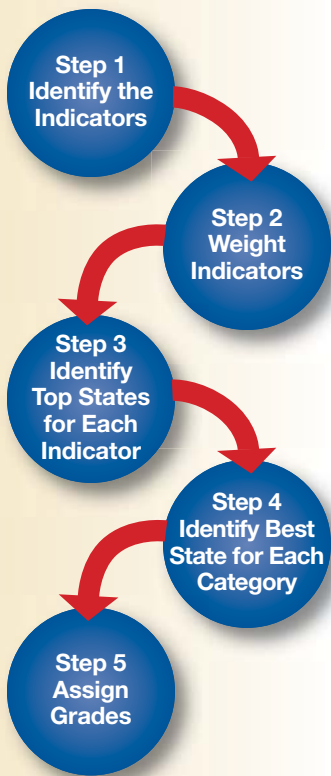 Step 1
Identify the
Indicators
Step 2
Weight
Indicators
Step 3
Identify
Top States
for Each
Indicator
Step 4
Identify Best
State for Each
Category
Step 5
Assign
Grades